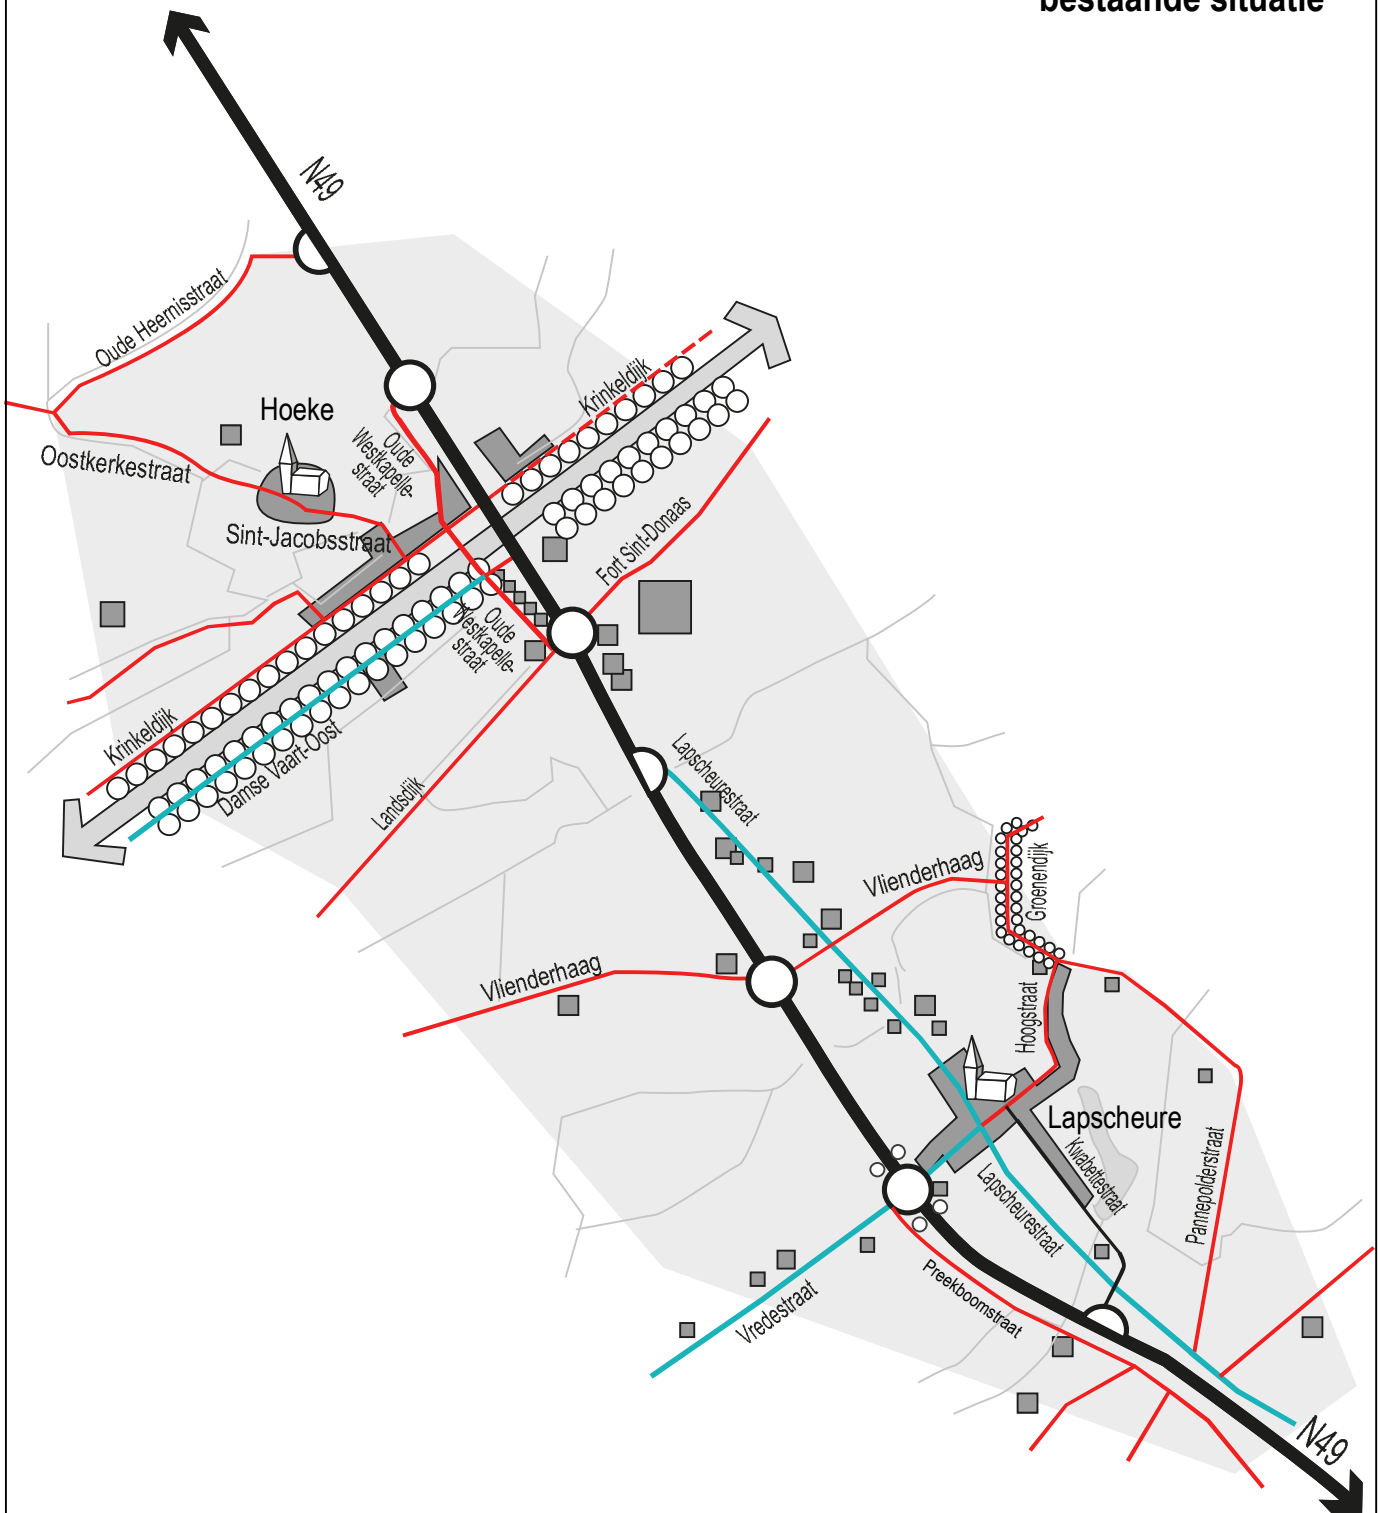 bestaande situatie
N49
Oude Heernisstraat
Krinkeldijk
Hoeke
Oude
Westkapelle-
straat
Oostkerkestraat
Sint-Jacobsstraat
Fort Sint-Donaas
Oude
Westkapelle-
straat
Krinkeldijk
Damse Vaart-Oost
Landsdijk
Lapscheurestraat
Vlienderhaag
Groenendijk
Vlienderhaag
Hoogstraat
Lapscheure
Kwabettestraat
Lapscheurestraat
Pannepolderstraat
Preekboomstraat
Vredestraat
N49